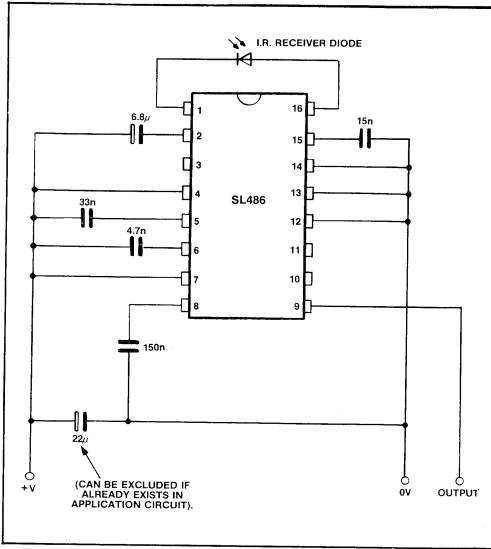 I.R. RECEIVER DIODE
1
16
6.8μ
2
15
15n
3
14
4
SL486
13
33n
5
12
4.7n
6
11
7
10
8
9
150n
22μ
+V
(CAN BE EXCLUDED IF
ALREADY EXISTS IN
APPLICATION CIRCUIT).
0V
OUTPUT